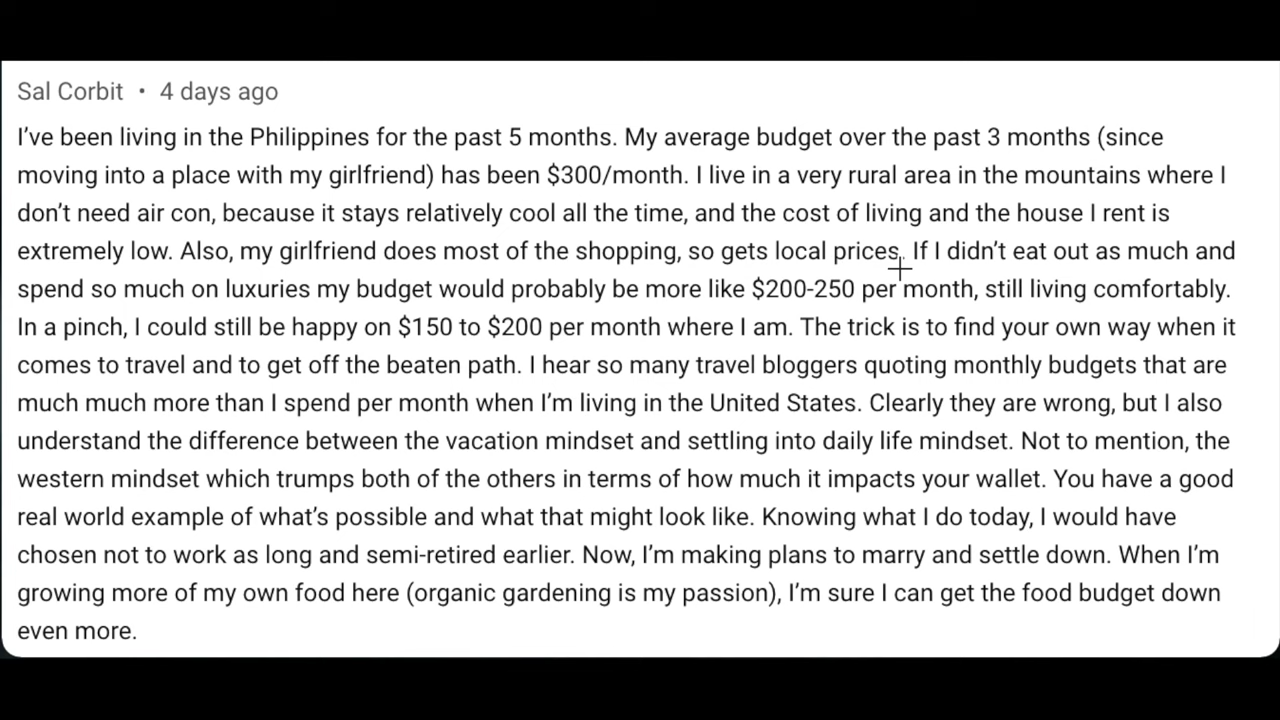 Sal Corbit • 4 days ago
I've been living in the Philippines for the past 5 months. My average budget over the past 3 months (since
moving into a place with my girlfriend) has been $300/month. I live in a very rural area in the mountains where I
don't need air con, because it stays relatively cool all the time, and the cost of living and the house I rent is
extremely low. Also, my girlfriend does most of the shopping, so gets local prices. If I didn't eat out as much and
spend so much on luxuries my budget would probably be more like $200-250 per month, still living comfortably.
In a pinch, I could still be happy on $150 to $200 per month where I am. The trick is to find your own way when it
comes to travel and to get off the beaten path. I hear so many travel bloggers quoting monthly budgets that are
much much more than I spend per month when I'm living in the United States. Clearly they are wrong, but I also
understand the difference between the vacation mindset and settling into daily life mindset. Not to mention, the
western mindset which trumps both of the others in terms of how much it impacts your wallet. You have a good
real world example of what's possible and what that might look like. Knowing what I do today, I would have
chosen not to work as long and semi-retired earlier. Now, I'm making plans to marry and settle down. When I'm
growing more of my own food here (organic gardening is my passion), I'm sure I can get the food budget down
even more.